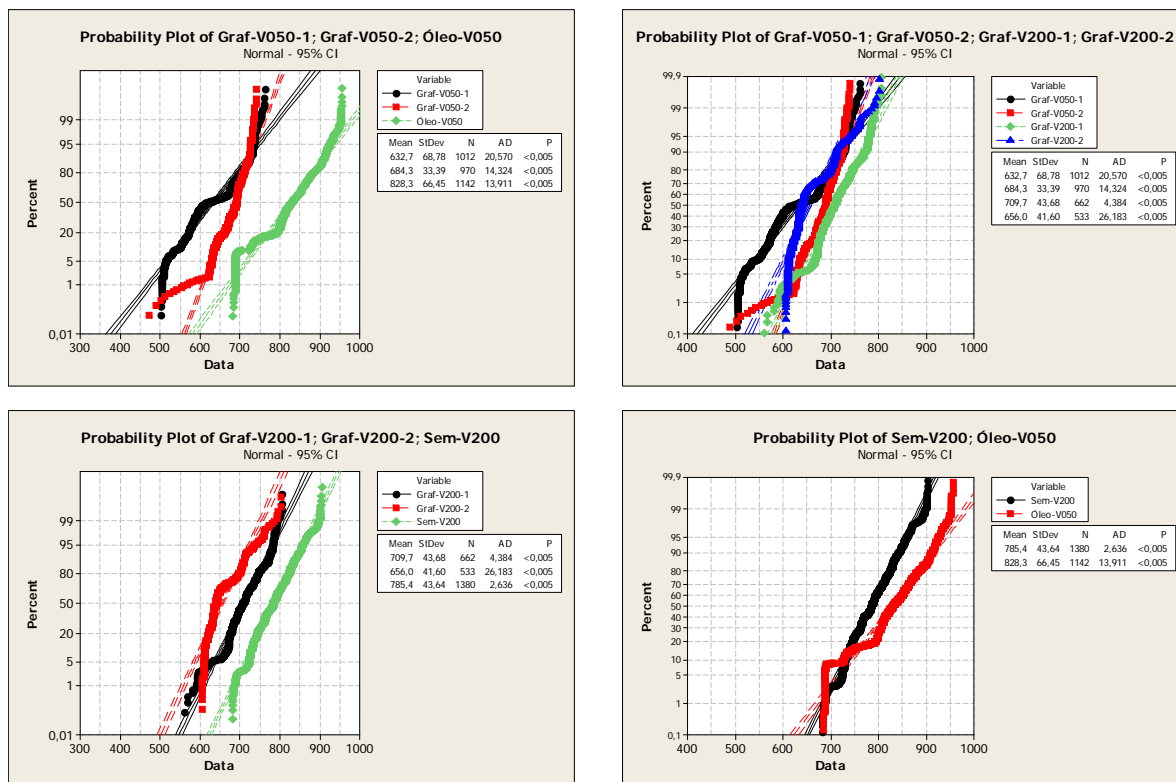 Probability Plot of Graf-V050-1; Graf-V050-2; Óleo-V050
Normal - 95% CI
Percent
99
95
80
50
20
5
1
0,01
300 400 500 600 700 800 900 1000
Data
Variable
Graf-V050-1
Graf-V050-2
Óleo-V050
Mean StDev N AD P
632,7 68,78 1012 20,570 <0,005
684,3 33,39 970 14,324 <0,005
828,3 66,45 1142 13,911 <0,005
Probability Plot of Graf-V050-1; Graf-V050-2; Graf-V200-1; Graf-V200-2
Normal - 95% CI
Percent
99,9
99
95
90
80
70
60
50
40
30
20
10
5
1
0,1
400 500 600 700 800 900 1000
Data
Variable
Graf-V050-1
Graf-V050-2
Graf-V200-1
Graf-V200-2
Mean StDev N AD P
632,7 68,78 1012 20,570 <0,005
684,3 33,39 970 14,324 <0,005
709,7 43,68 662 4,384 <0,005
656,0 41,60 533 26,183 <0,005
Probability Plot of Graf-V200-1; Graf-V200-2; Sem-V200
Normal - 95% CI
Percent
99
95
80
50
20
5
1
0,01
300 400 500 600 700 800 900 1000
Data
Variable
Graf-V200-1
Graf-V200-2
Sem-V200
Mean StDev N AD P
709,7 43,68 662 4,384 <0,005
656,0 41,60 533 26,183 <0,005
785,4 43,64 1380 2,636 <0,005
Probability Plot of Sem-V200; Óleo-V050
Normal - 95% CI
Percent
99,9
99
95
90
80
70
60
50
40
30
20
10
5
1
0,1
400 500 600 700 800 900 1000
Data
Variable
Sem-V200
Óleo-V050
Mean StDev N AD P
785,4 43,64 1380 2,636 <0,005
828,3 66,45 1142 13,911 <0,005